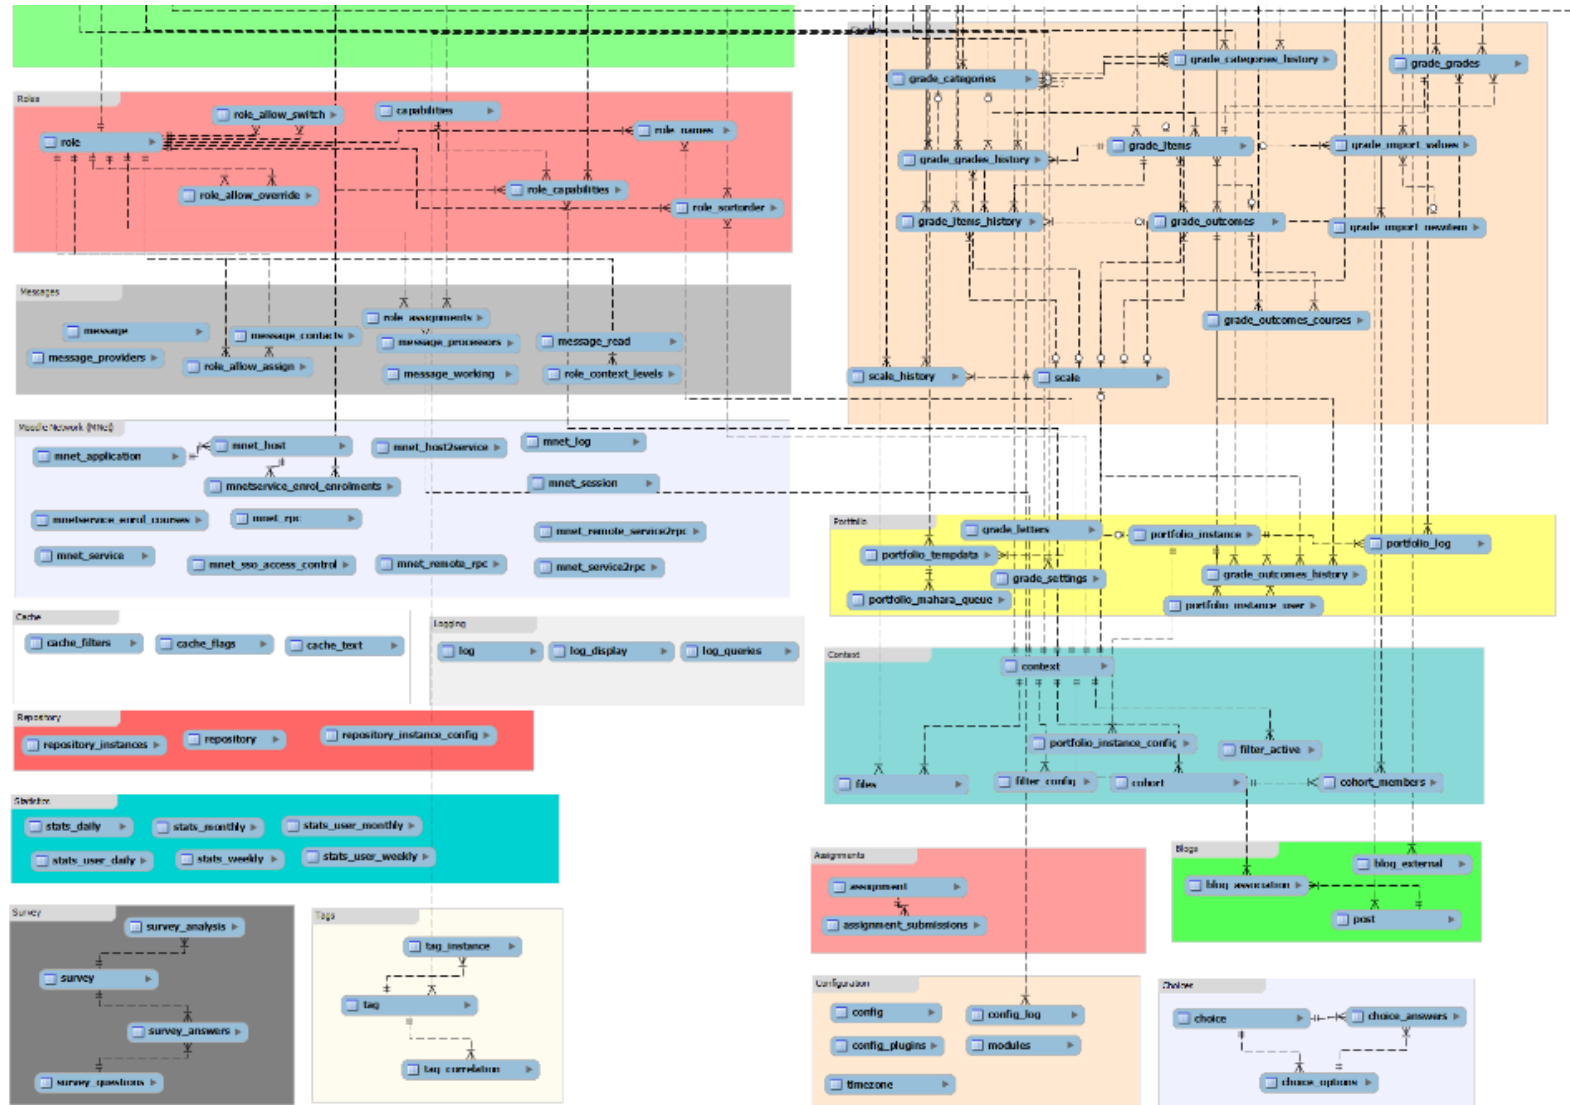 Roles
role_allow_switch
capabilities
role_names
role
role_allow_override
role_capabilities
role_sortorder
Messages
role_assignments
message
message_contacts
message_processors
message_read
message_providers
role_allow_assign
message_working
role_context_levels
Moodle Network (MNet)
mnet_application
mnet_host
mnet_host2service
mnet_log
mnetservice_enrol_enrolments
mnet_session
mnetservice_enrol_courses
mnet_rpc
mnet_remote_service2rpc
mnet_service
mnet_sso_access_control
mnet_remote_rpc
mnet_service2rpc
Cache
cache_filters
cache_flags
cache_text
Logging
log
log_display
log_queries
Repository
repository_instances
repository
repository_instance_config
Statistics
stats_daily
stats_monthly
stats_user_monthly
stats_user_daily
stats_weekly
stats_user_weekly
Survey
survey_analysis
survey
survey_answers
survey_questions
Tags
tag_instance
tag
tag_correlation
grade_categories
grade_categories_history
grade_grades
grade_grades_history
grade_items
grade_import_values
grade_items_history
grade_outcomes
grade_import_newitem
grade_outcomes_courses
scale_history
scale
Portfolio
grade_letters
portfolio_instance
portfolio_log
portfolio_tempdata
grade_settings
grade_outcomes_history
portfolio_mahara_queue
portfolio_instance_user
Context
context
portfolio_instance_config
filter_active
files
filter_config
cohort
cohort_members
Assignments
assignment
assignment_submissions
Blogs
blog_external
blog_association
post
Configuration
config
config_log
config_plugins
modules
timezone
Choices
choice
choice_answers
choice_options